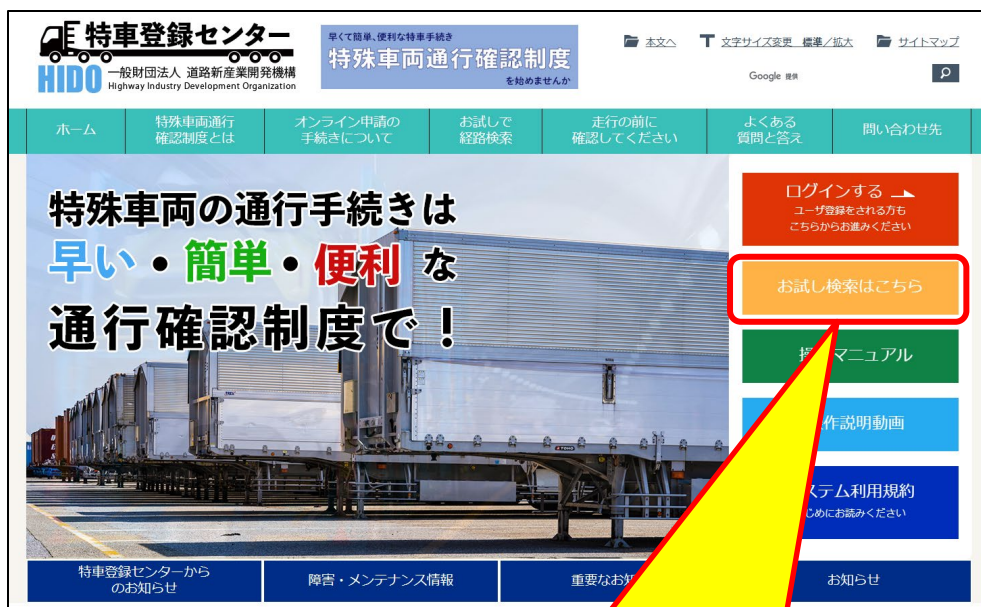 特車登録センター
HIDO 一般財団法人 道路新産業開発機構
Highway Industry Development Organization
早くて簡単、便利な特車手続き
特殊車両通行確認制度
を始めませんか
本文へ
文字サイズ変更 標準/拡大
サイトマップ
Google 提供
ホーム
特殊車両通行
確認制度とは
オンライン申請の
手続きについて
お試しで
経路検索
走行の前に
確認してください
よくある
質問と答え
問い合わせ先
特殊車両の通行手続きは
早い・簡単・便利 な
通行確認制度で!
ログインする
ユーザ登録をされる方も
こちらからお進みください
お試し検索はこちら
マニュアル
作説明動画
ステム利用規約
じめにお読みください
特車登録センターから
のお知らせ
障害・メンテナンス情報
重要なお知
お知らせ